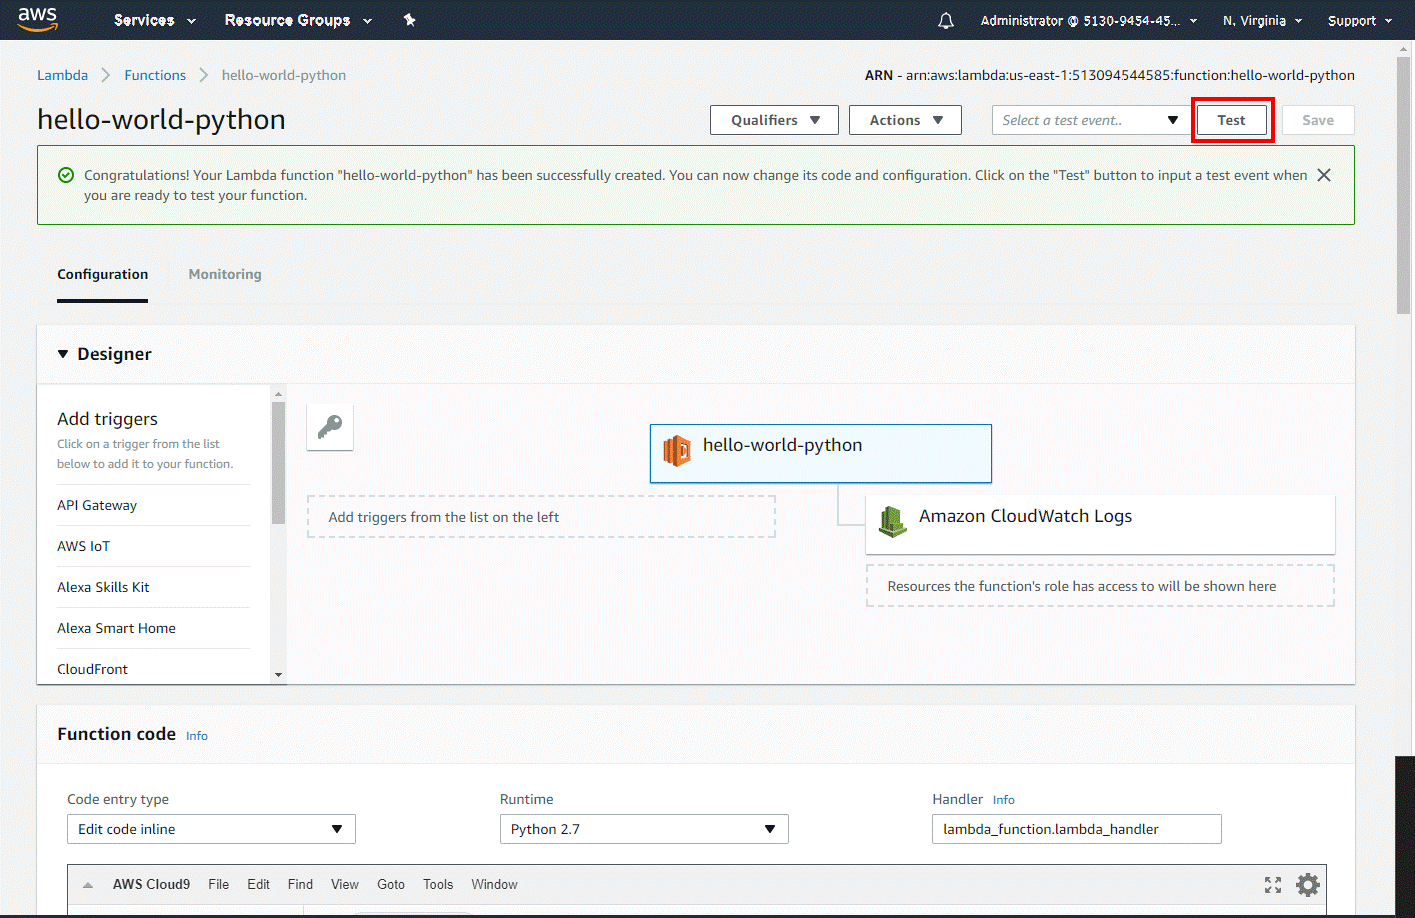 aws
Services
Resource Groups
Administrator @ 5130-9454-45...
N. Virginia
Support
Lambda
Functions
hello-world-python
ARN - arn:aws:lambda:us-east-1:513094544585:function:hello-world-python
hello-world-python
Qualifiers
Actions
Select a test event..
Test
Save
Congratulations! Your Lambda function "hello-world-python" has been successfully created. You can now change its code and configuration. Click on the "Test" button to input a test event when
you are ready to test your function.
Configuration
Monitoring
Designer
Add triggers
Click on a trigger from the list
below to add it to your function.
API Gateway
AWS IoT
Alexa Skills Kit
Alexa Smart Home
CloudFront
hello-world-python
Add triggers from the list on the left
Amazon CloudWatch Logs
Resources the function's role has access to will be shown here
Function code Info
Code entry type
Edit code inline
Runtime
Python 2.7
Handler Info
lambda_function.lambda_handler
AWS Cloud9 File Edit Find View Goto Tools Window